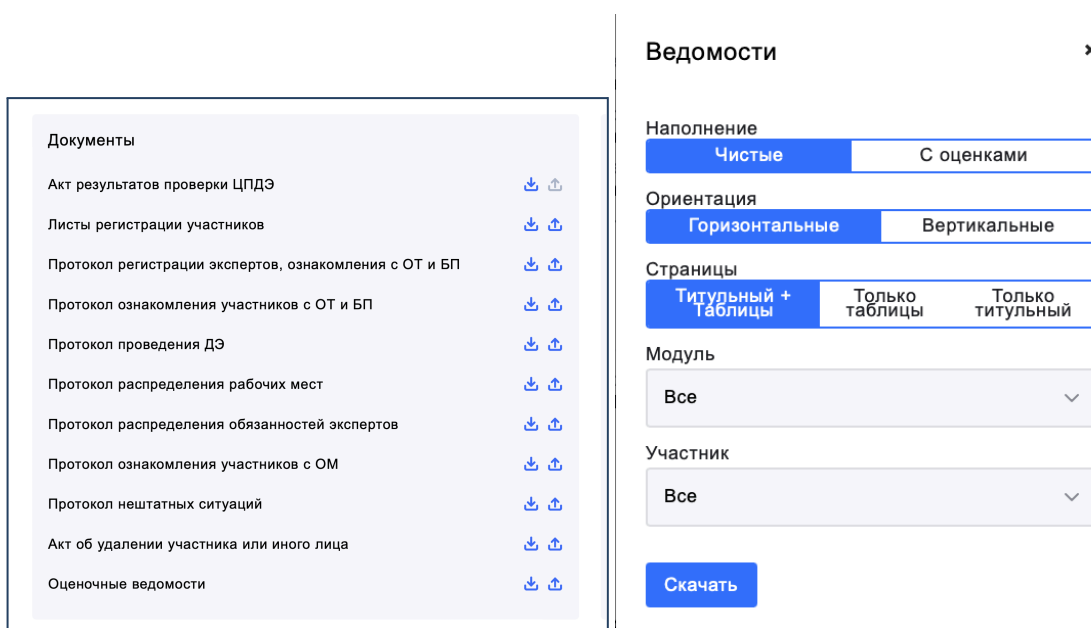 Документы
Акт результатов проверки ЦПДЭ
Листы регистрации участников
Протокол регистрации экспертов, ознакомления с ОТ и БП
Протокол ознакомления участников с ОТ и БП
Протокол проведения ДЭ
Протокол распределения рабочих мест
Протокол распределения обязанностей экспертов
Протокол ознакомления участников с ОМ
Протокол нештатных ситуаций
Акт об удалении участника или иного лица
Оценочные ведомости
Ведомости
Наполнение
Чистые
С оценками
Ориентация
Горизонтальные
Вертикальные
Страницы
Титульный +
Таблицы
Только
таблицы
Только
титульный
Модуль
Все
Участник
Все
Скачать